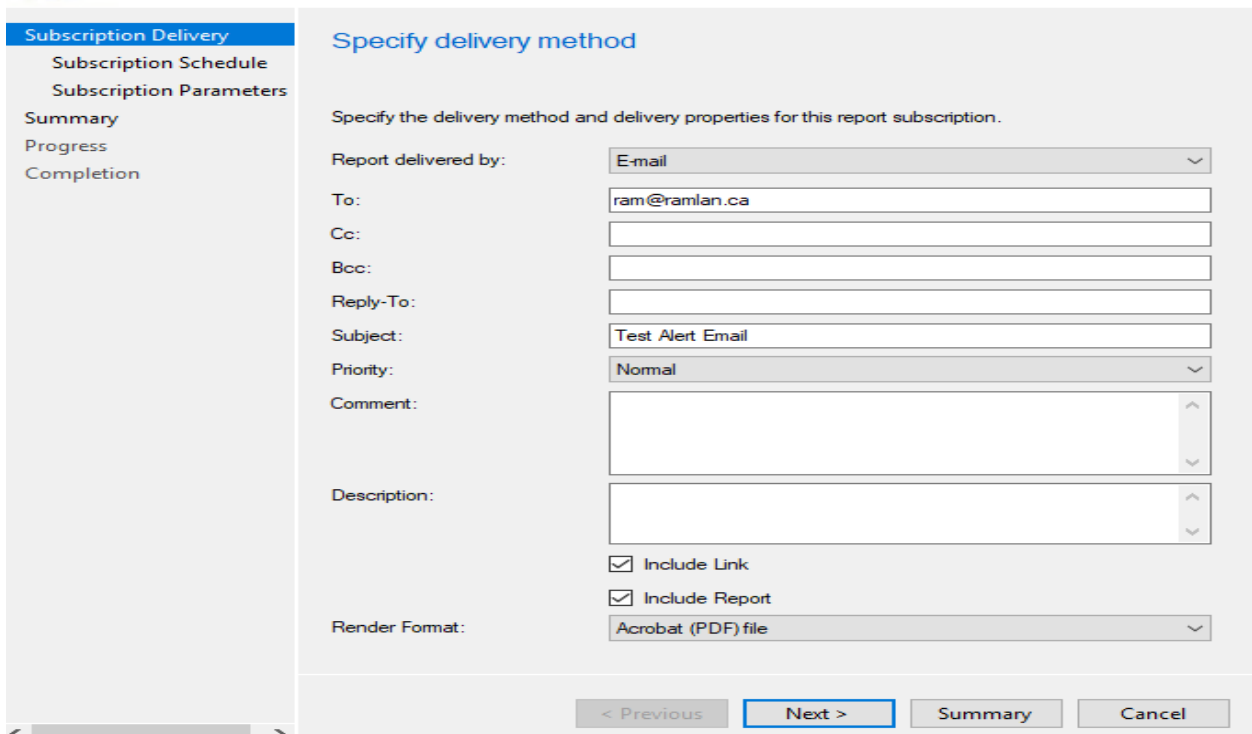 Subscription Delivery
Subscription Schedule
Subscription Parameters
Summary
Progress
Completion
Specify delivery method
Specify the delivery method and delivery properties for this report subscription.
Report delivered by: E-mail
To: ram@ramlan.ca
Cc:
Bcc:
Reply-To:
Subject: Test Alert Email
Priority: Normal
Comment:
Description:
Include Link
Include Report
Render Format: Acrobat (PDF) file
< Previous Next > Summary Cancel